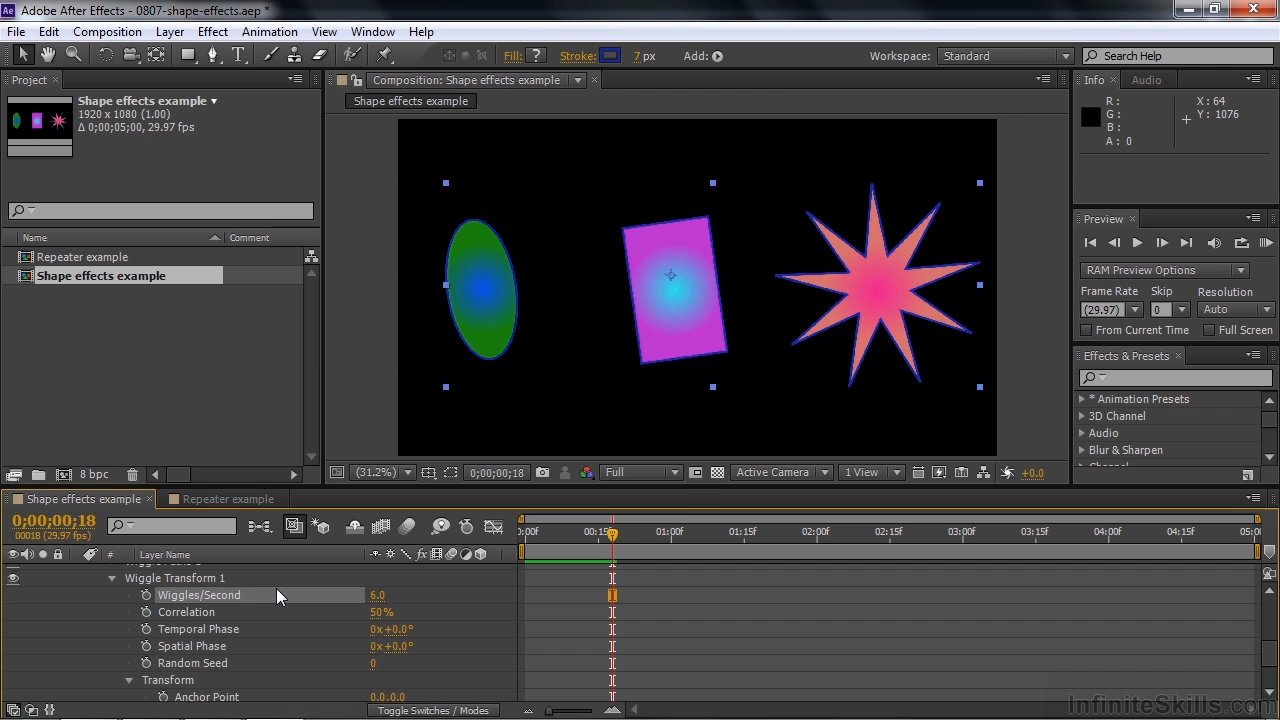 Ae Adobe After Effects - 0807-shape-effects.aep *
File Edit Composition Layer Effect Animation View Window Help
T Fill: ? Stroke: 7 px Add: Workspace: Standard Search Help
Project
Shape effects example
1920 x 1080 (1.00)
Δ 0;00;05;00, 29.97 fps
Name Comment
Repeater example
Shape effects example
8 bpc
Composition: Shape effects example
Shape effects example
(31.2%) 0;00;00;18 Full Active Camera 1 View +0.0
Info Audio
R: X: 64
G: Y: 1076
B:
A: 0
Preview
RAM Preview Options
Frame Rate Skip Resolution
(29.97) 0 Auto
From Current Time Full Screen
Effects & Presets
* Animation Presets
3D Channel
Audio
Blur & Sharpen
Channel
Shape effects example Repeater example
0;00;00;18
00018 (29.97 fps)
# Layer Name fx
0:00f 00:15f 01:00f 01:15f 02:00f 02:15f 03:00f 03:15f 04:00f 04:15f 05:0
Wiggle Transform 1
Wiggles/Second 6.0
Correlation 50%
Temporal Phase 0x+0.0°
Spatial Phase 0x+0.0°
Random Seed 0
Transform
Anchor Point 0.0,0.0
Toggle Switches / Modes
InfiniteSkills.com